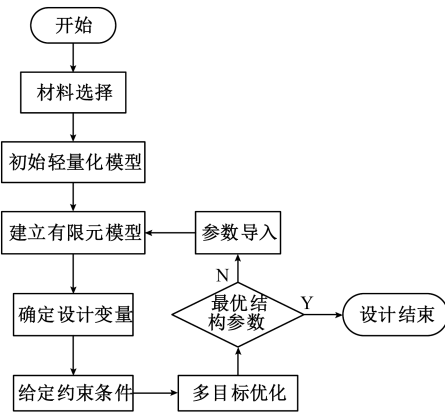 开始
材料选择
初始轻量化模型
建立有限元模型
参数导入
N
最优结
构参数
Y
设计结束
确定设计变量
给定约束条件
多目标优化